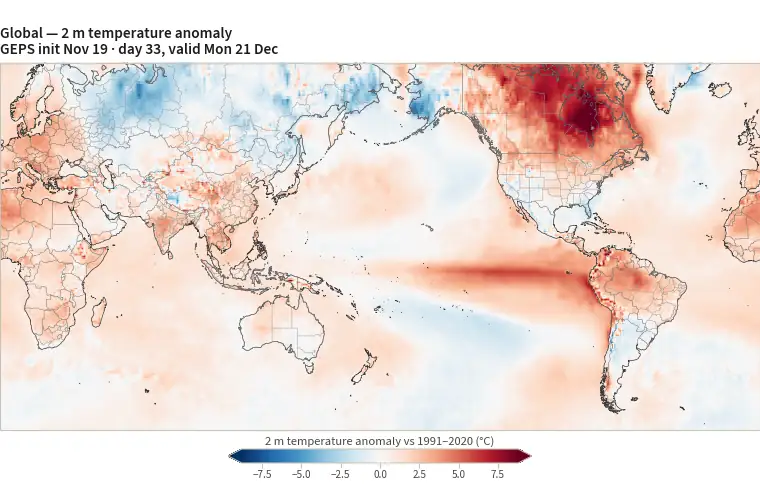 Global — 2 m temperature anomaly
GEPS init Nov 19 · day 33, valid Mon 21 Dec
2 m temperature anomaly vs 1991–2020 (°C)
−7.5 −5.0 −2.5 0.0 2.5 5.0 7.5